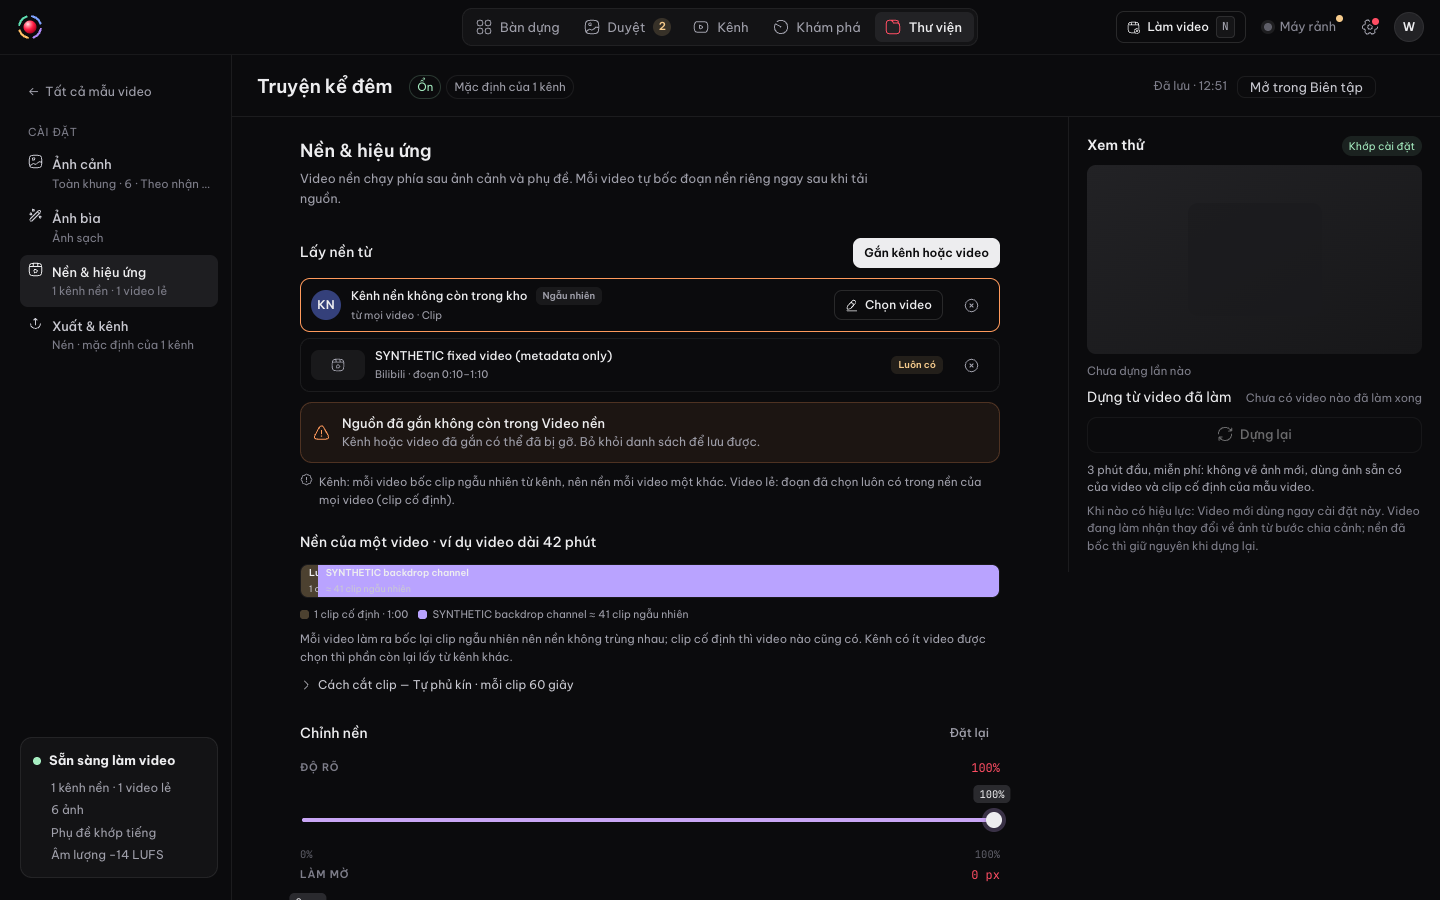 Bàn dựng
Duyệt 2
Kênh
Khám phá
Thư viện
Làm video N
Máy rảnh
W
← Tất cả mẫu video
CÀI ĐẶT
Ảnh cảnh
Toàn khung · 6 · Theo nhận ...
Ảnh bìa
Ảnh sạch
Nền & hiệu ứng
1 kênh nền · 1 video lẻ
Xuất & kênh
Nén · mặc định của 1 kênh
Sẵn sàng làm video
1 kênh nền · 1 video lẻ
6 ảnh
Phụ đề khớp tiếng
Âm lượng -14 LUFS
Truyện kể đêm
Ổn
Mặc định của 1 kênh
Đã lưu · 12:51
Mở trong Biên tập
Nền & hiệu ứng
Video nền chạy phía sau ảnh cảnh và phụ đề. Mỗi video tự bốc đoạn nền riêng ngay sau khi tải
nguồn.
Lấy nền từ
Gắn kênh hoặc video
KN
Kênh nền không còn trong kho
Ngẫu nhiên
từ mọi video · Clip
Chọn video
SYNTHETIC fixed video (metadata only)
Bilibili · đoạn 0:10–1:10
Luôn có
Nguồn đã gắn không còn trong Video nền
Kênh hoặc video đã gắn có thể đã bị gỡ. Bỏ khỏi danh sách để lưu được.
Kênh: mỗi video bốc clip ngẫu nhiên từ kênh, nên nền mỗi video một khác. Video lẻ: đoạn đã chọn luôn có trong nền của
mọi video (clip cố định).
Nền của một video · ví dụ video dài 42 phút
SYNTHETIC backdrop channel
≈ 41 clip ngẫu nhiên
1 clip cố định · 1:00
SYNTHETIC backdrop channel ≈ 41 clip ngẫu nhiên
Mỗi video làm ra bốc lại clip ngẫu nhiên nên nền không trùng nhau; clip cố định thì video nào cũng có. Kênh có ít video được
chọn thì phần còn lại lấy từ kênh khác.
Cách cắt clip — Tự phủ kín · mỗi clip 60 giây
Chỉnh nền
Đặt lại
ĐỘ RÕ
100%
100%
0%
100%
LÀM MỜ
0 px
Xem thử
Khớp cài đặt
Chưa dựng lần nào
Dựng từ video đã làm
Chưa có video nào đã làm xong
Dựng lại
3 phút đầu, miễn phí: không vẽ ảnh mới, dùng ảnh sẵn có
của video và clip cố định của mẫu video.
Khi nào có hiệu lực: Video mới dùng ngay cài đặt này. Video
đang làm nhận thay đổi về ảnh từ bước chia cảnh; nền đã
bốc thì giữ nguyên khi dựng lại.